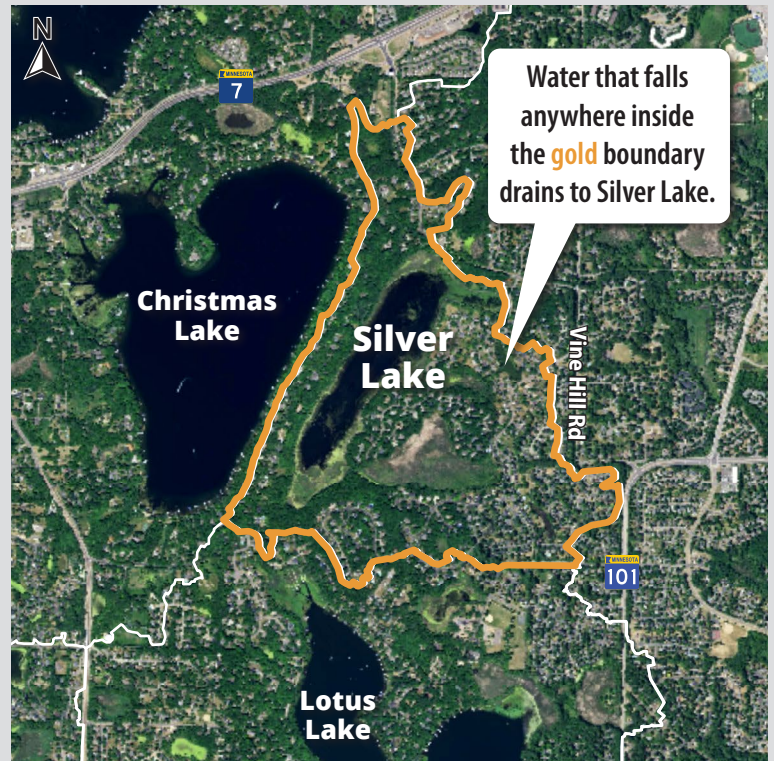 N
MINNESOTA
7
Water that falls
anywhere inside
the gold boundary
drains to Silver Lake.
Christmas
Lake
Silver
Lake
Vine Hill Rd
MINNESOTA
101
Lotus
Lake